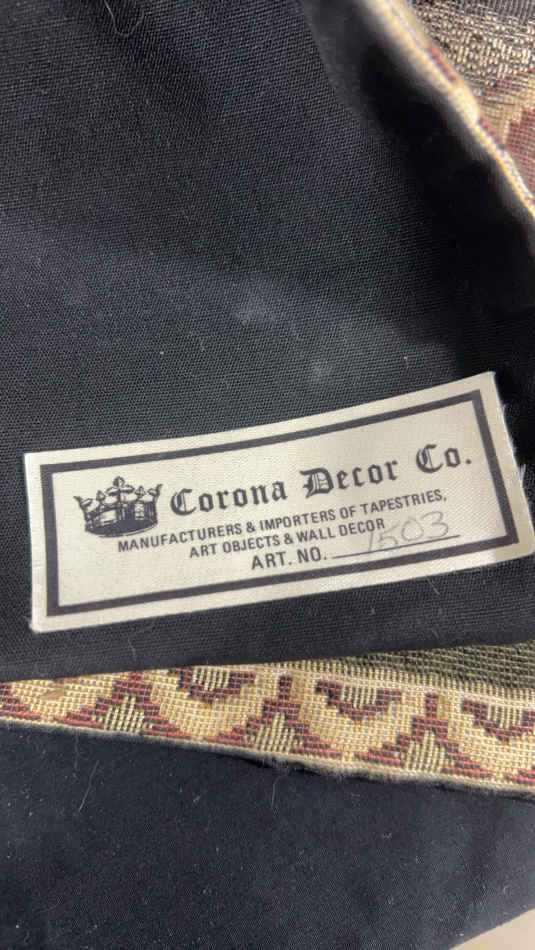 Corona Decor Co.
MANUFACTURERS & IMPORTERS OF TAPESTRIES,
ART OBJECTS & WALL DECOR
ART. NO. 1503